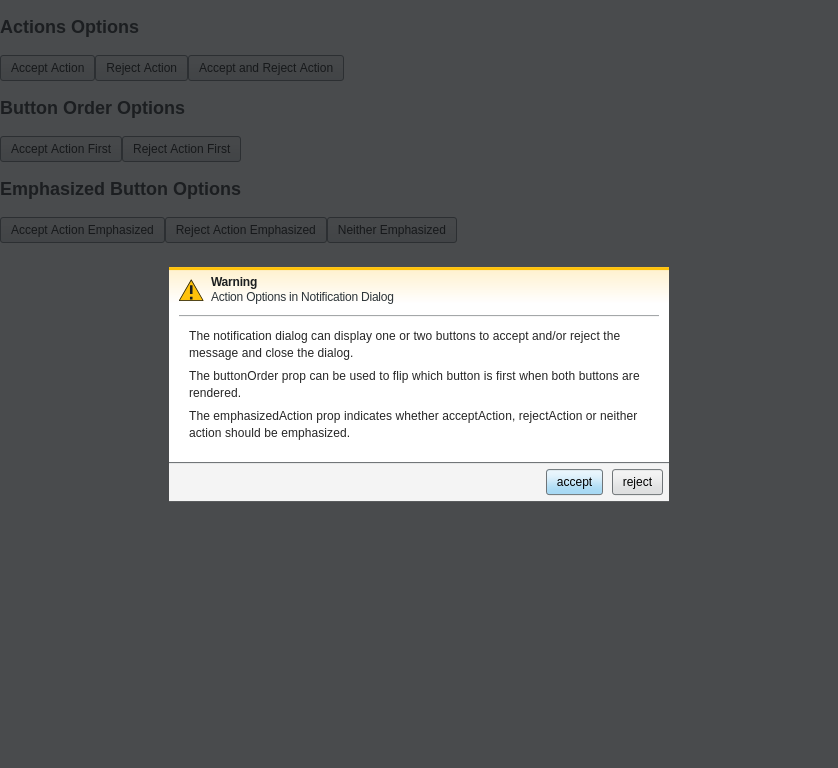 Actions Options
Accept Action Reject Action Accept and Reject Action
Button Order Options
Accept Action First Reject Action First
Emphasized Button Options
Accept Action Emphasized Reject Action Emphasized Neither Emphasized
Warning
Action Options in Notification Dialog
The notification dialog can display one or two buttons to accept and/or reject the
message and close the dialog.
The buttonOrder prop can be used to flip which button is first when both buttons are
rendered.
The emphasizedAction prop indicates whether acceptAction, rejectAction or neither
action should be emphasized.
accept reject